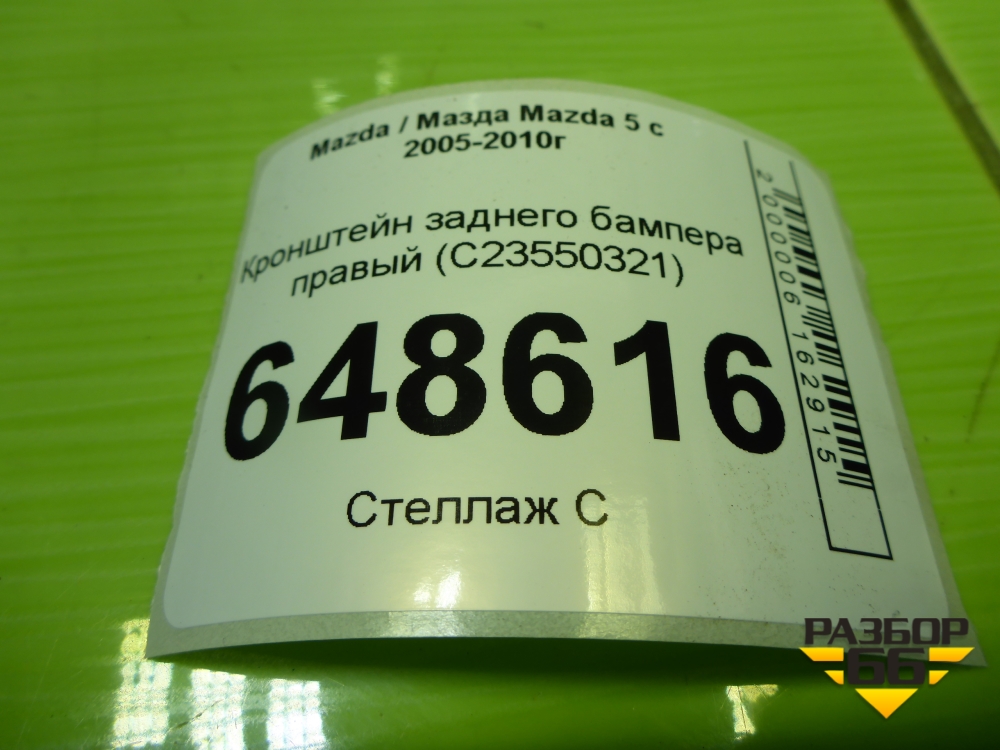 Mazda / Мазда Mazda 5 с
2005-2010г
Кронштейн заднего бампера
правый (C23550321)
648616
Стеллаж С
2000006162915
РАЗБОР
66